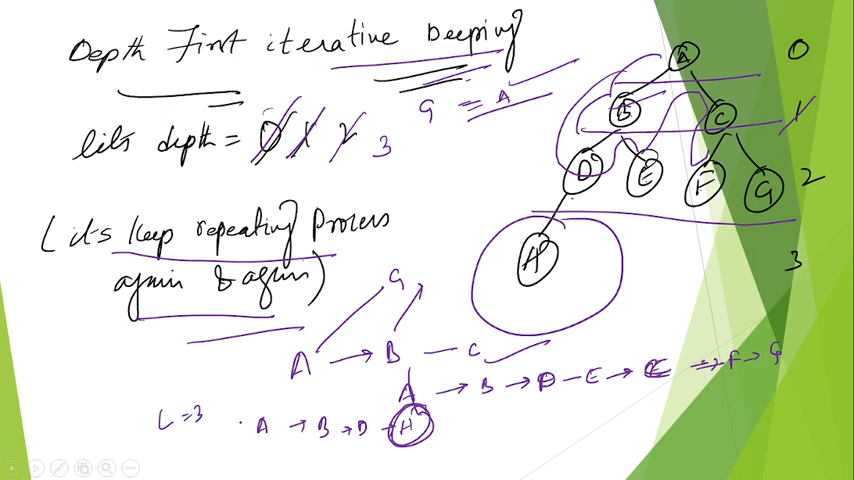 Depth First iterative Deeping
G = A
lit's depth = 0 1 2 3
(it's keep repeating Process
again & again)
A 0
B C 1
D E F G 2
H 3
G
A → B – C
A → B → D – E → C → F → G
L = 3 A → B → D → H